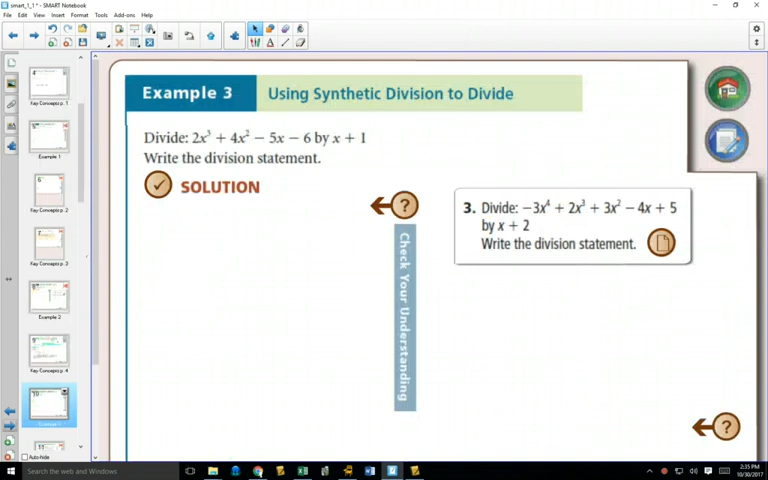 smart_1_1 * - SMART Notebook
File Edit View Insert Format Tools Add-ons Help
Key Concepts p. 1
Example 1
Key Concepts p. 2
Key Concepts p. 3
Example 2
Key Concepts p. 4
Auto-hide
Example 3 Using Synthetic Division to Divide
Divide: 2x³ + 4x² − 5x − 6 by x + 1
Write the division statement.
SOLUTION
Check Your Understanding
3. Divide: −3x⁴ + 2x³ + 3x² − 4x + 5
by x + 2
Write the division statement.
Search the web and Windows
2:35 PM
10/30/2017